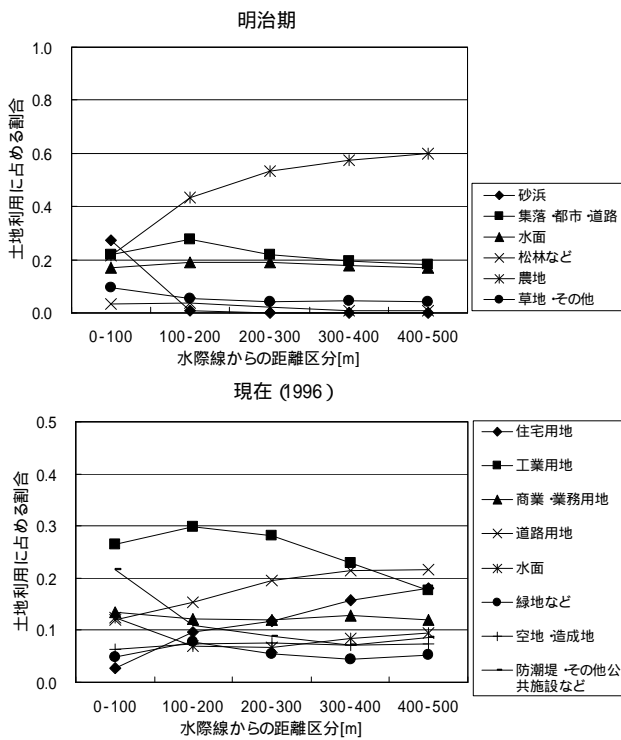 明治期
1.0
0.8
0.6
0.4
0.2
0.0
土地利用に占める割合
0-100
100-200
200-300
300-400
400-500
水際線からの距離区分[m]
砂浜
集落・都市・道路
水面
松林など
農地
草地・その他
現在(1996)
0.5
0.4
0.3
0.2
0.1
0.0
土地利用に占める割合
0-100
100-200
200-300
300-400
400-500
水際線からの距離区分[m]
住宅用地
工業用地
商業・業務用地
道路用地
水面
緑地など
空地・造成地
防潮堤・その他公
共施設など